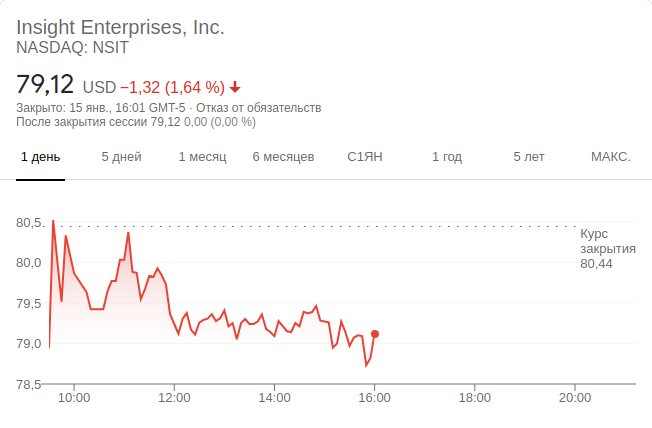 Insight Enterprises, Inc.
NASDAQ: NSIT
79,12 USD −1,32 (1,64 %)
Закрыто: 15 янв., 16:01 GMT-5 · Отказ от обязательств
После закрытия сессии 79,12 0,00 (0,00 %)
1 день 5 дней 1 месяц 6 месяцев С1ЯН 1 год 5 лет МАКС.
80,5
80,0
79,5
79,0
78,5
Курс
закрытия
80,44
10:00 12:00 14:00 16:00 18:00 20:00